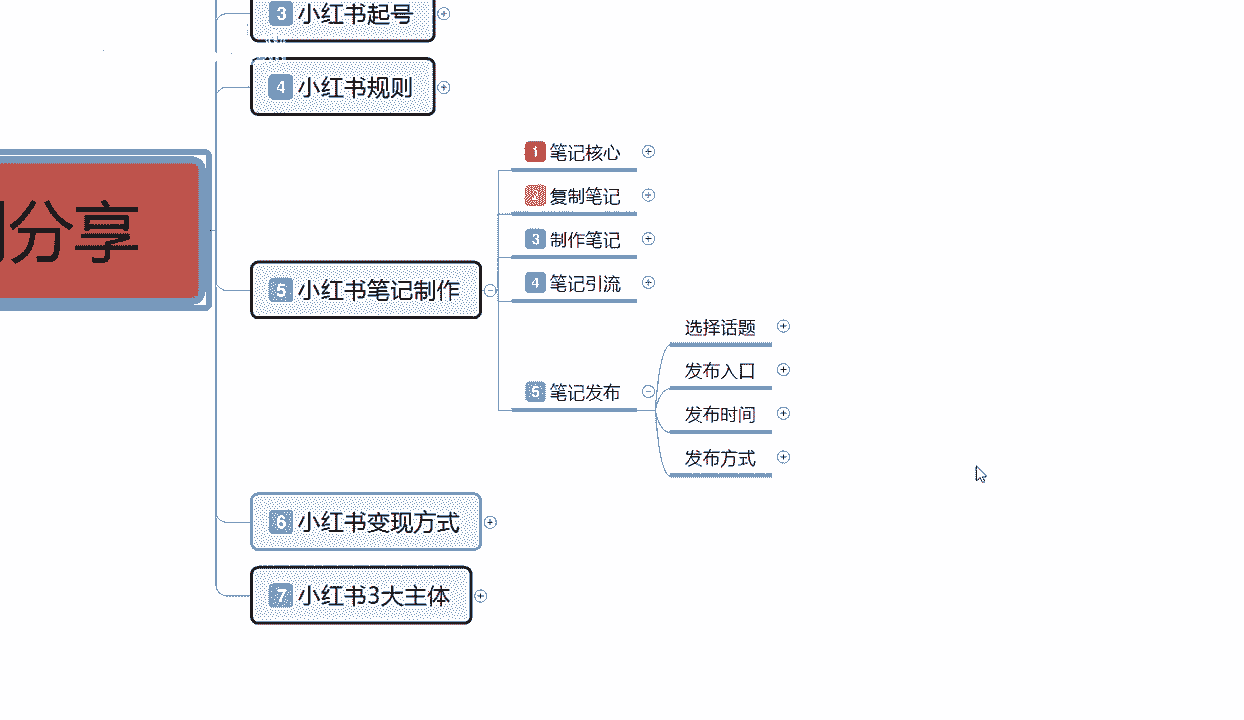 3 小红书起号
4 小红书规则
分享
5 小红书笔记制作
1 笔记核心
2 复制笔记
3 制作笔记
4 笔记引流
5 笔记发布
选择话题
发布入口
发布时间
发布方式
6 小红书变现方式
7 小红书3大主体